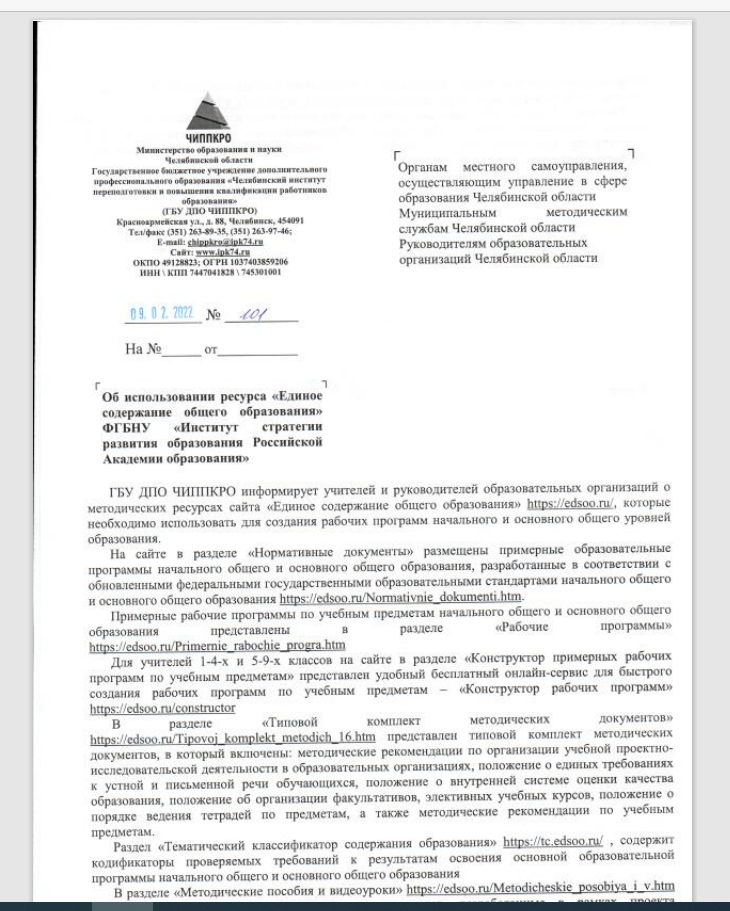 ЧИППКРО
Министерство образования и науки
Челябинской области
Государственное бюджетное учреждение дополнительного
профессионального образования «Челябинский институт
переподготовки и повышения квалификации работников
образования»
(ГБУ ДПО ЧИППКРО)
Красноармейская ул., д. 88, Челябинск, 454091
Тел/факс (351) 263-89-35, (351) 263-97-46;
E-mail: chippkro@ipk74.ru
Сайт: www.ipk74.ru
ОКПО 49128823; ОГРН 1037403859206
ИНН \ КПП 7447041828 \ 745301001
09.02.2022 № 101
На № от
Органам местного самоуправления,
осуществляющим управление в сфере
образования Челябинской области
Муниципальным методическим
службам Челябинской области
Руководителям образовательных
организаций Челябинской области
Об использовании ресурса «Единое
содержание общего образования»
ФГБНУ «Институт стратегии
развития образования Российской
Академии образования»
ГБУ ДПО ЧИППКРО информирует учителей и руководителей образовательных организаций о
методических ресурсах сайта «Единое содержание общего образования» https://edsoo.ru/, которые
необходимо использовать для создания рабочих программ начального и основного общего уровней
образования.
На сайте в разделе «Нормативные документы» размещены примерные образовательные
программы начального общего и основного общего образования, разработанные в соответствии с
обновленными федеральными государственными образовательными стандартами начального общего
и основного общего образования https://edsoo.ru/Normativnie_dokumenti.htm.
Примерные рабочие программы по учебным предметам начального общего и основного общего
образования представлены в разделе «Рабочие программы»
https://edsoo.ru/Primernie_rabochie_progra.htm
Для учителей 1-4-х и 5-9-х классов на сайте в разделе «Конструктор примерных рабочих
программ по учебным предметам» представлен удобный бесплатный онлайн-сервис для быстрого
создания рабочих программ по учебным предметам – «Конструктор рабочих программ»
https://edsoo.ru/constructor
В разделе «Типовой комплект методических документов»
https://edsoo.ru/Tipovoj_komplekt_metodich_16.htm представлен типовой комплект методических
документов, в который включены: методические рекомендации по организации учебной проектно-
исследовательской деятельности в образовательных организациях, положение о единых требованиях
к устной и письменной речи обучающихся, положение о внутренней системе оценки качества
образования, положение об организации факультативов, элективных учебных курсов, положение о
порядке ведения тетрадей по предметам, а также методические рекомендации по учебным
предметам.
Раздел «Тематический классификатор содержания образования» https://tc.edsoo.ru/ , содержит
кодификаторы проверяемых требований к результатам освоения основной образовательной
программы начального общего и основного общего образования
В разделе «Методические пособия и видеоуроки» https://edsoo.ru/Metodicheskie_posobiya_i_v.htm